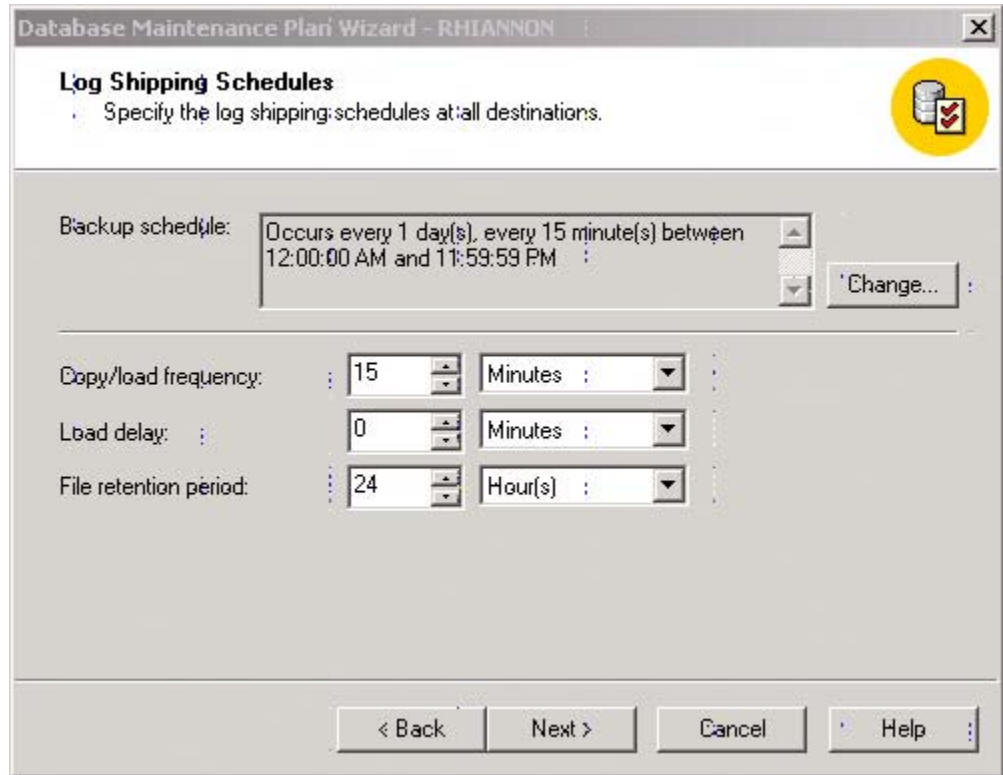 Database Maintenance Plan Wizard - RHIANNON
Log Shipping Schedules
Specify the log shipping schedules at all destinations.
Backup schedule:
Occurs every 1 day(s), every 15 minute(s) between
12:00:00 AM and 11:59:59 PM
Change...
Copy/load frequency: 15 Minutes
Load delay: 0 Minutes
File retention period: 24 Hour(s)
< Back Next > Cancel Help